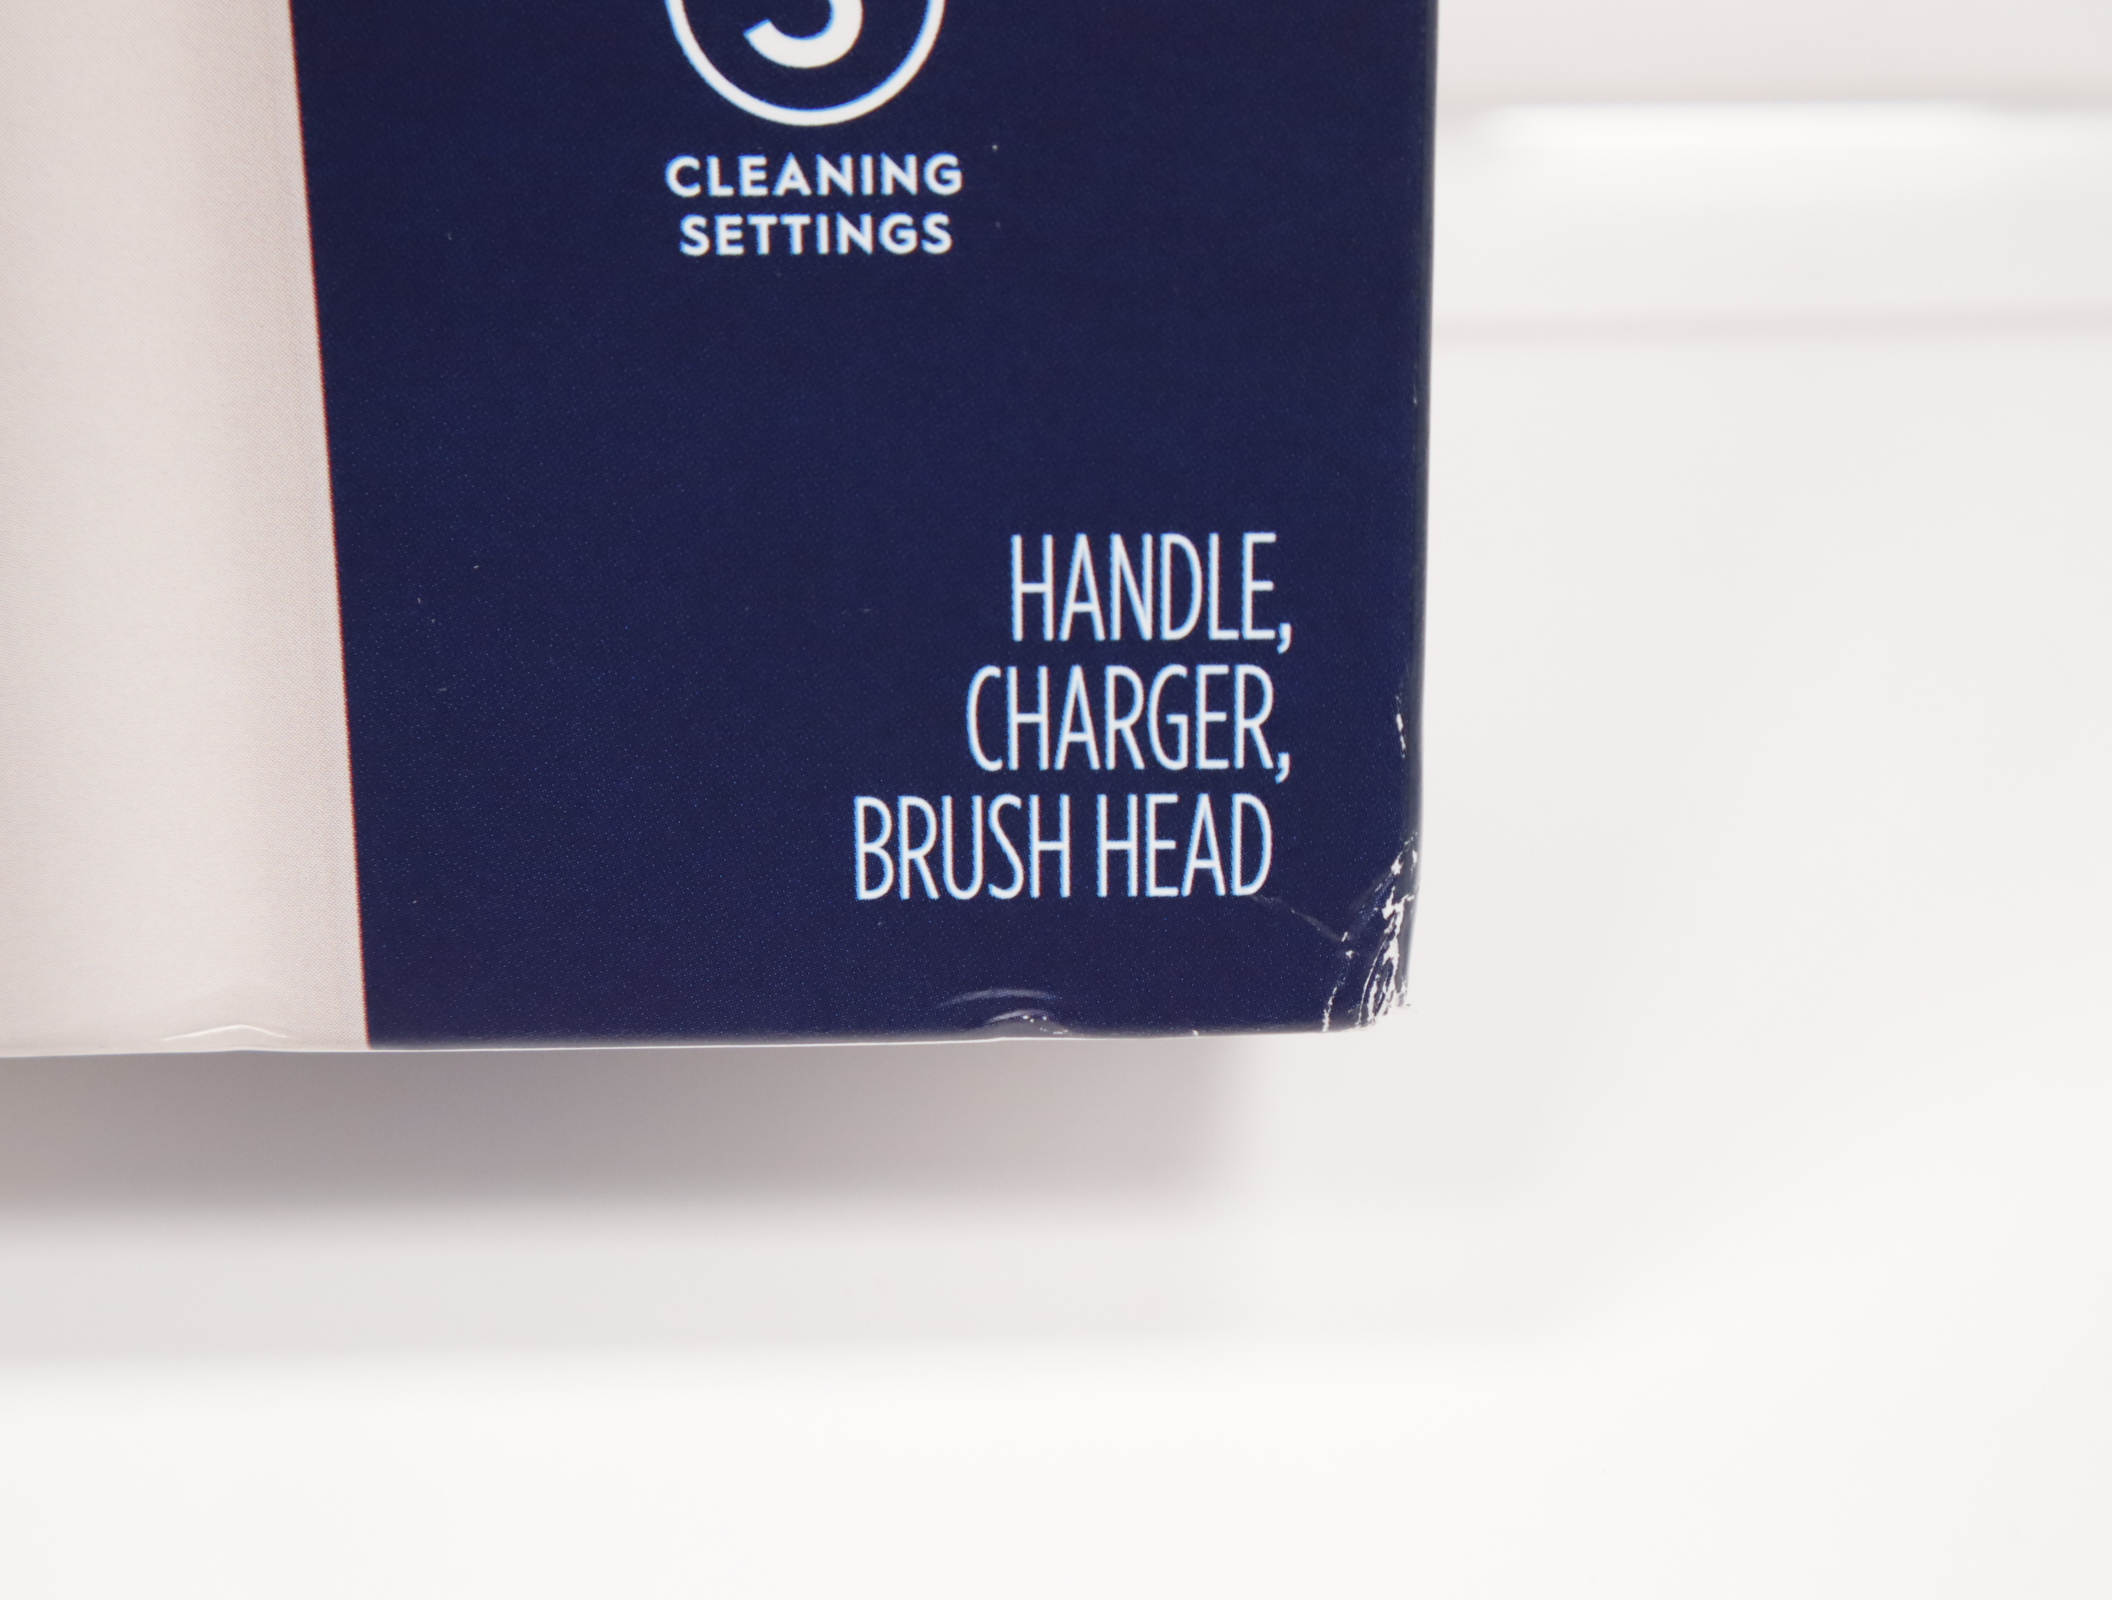 CLEANING
SETTINGS
HANDLE,
CHARGER,
BRUSH HEAD